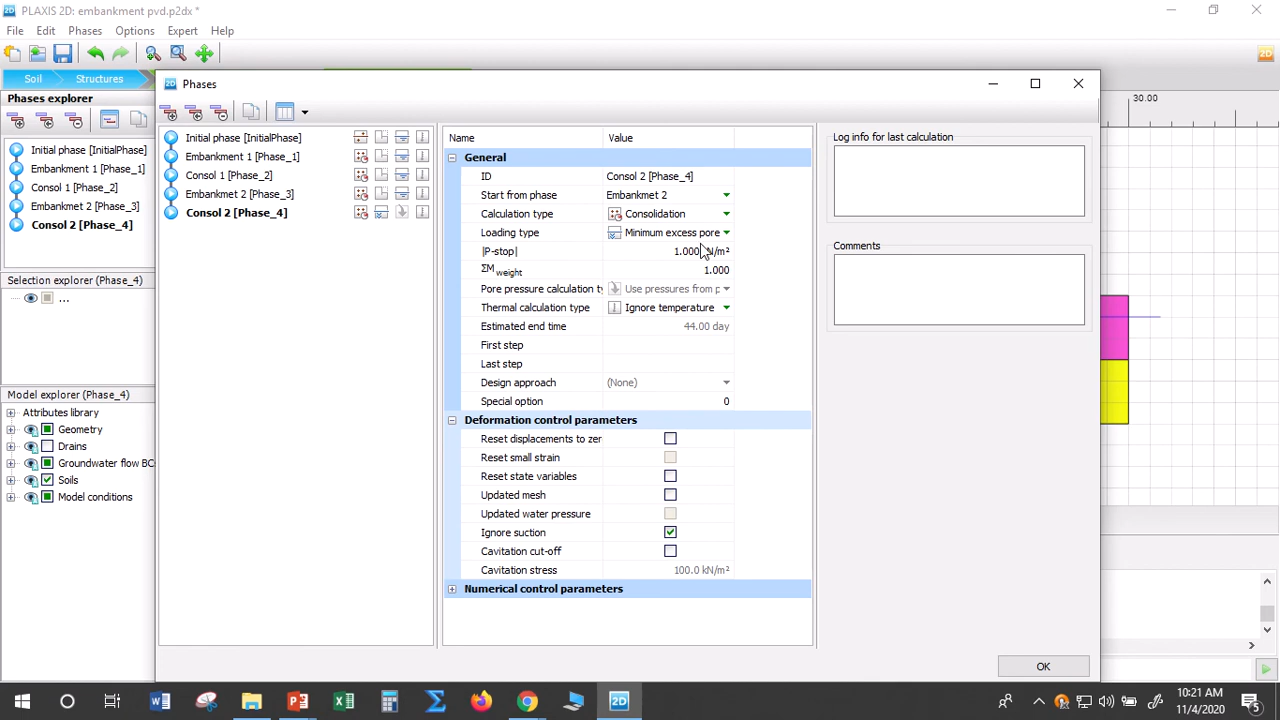 PLAXIS 2D: embankment pvd.p2dx *
File Edit Phases Options Expert Help
Soil Structures
Phases explorer
Initial phase [InitialPhase]
Embankment 1 [Phase_1]
Consol 1 [Phase_2]
Embankmet 2 [Phase_3]
Consol 2 [Phase_4]
Selection explorer (Phase_4)
...
Model explorer (Phase_4)
Attributes library
Geometry
Drains
Groundwater flow BC
Soils
Model conditions
Phases
Initial phase [InitialPhase]
Embankment 1 [Phase_1]
Consol 1 [Phase_2]
Embankmet 2 [Phase_3]
Consol 2 [Phase_4]
Name Value
General
ID Consol 2 [Phase_4]
Start from phase Embankmet 2
Calculation type Consolidation
Loading type Minimum excess pore
|P-stop| 1.000 kN/m²
ΣM weight 1.000
Pore pressure calculation ty Use pressures from p
Thermal calculation type Ignore temperature
Estimated end time 44.00 day
First step
Last step
Design approach (None)
Special option 0
Deformation control parameters
Reset displacements to zer
Reset small strain
Reset state variables
Updated mesh
Updated water pressure
Ignore suction
Cavitation cut-off
Cavitation stress 100.0 kN/m²
Numerical control parameters
Log info for last calculation
Comments
OK
30.00
2D
10:21 AM
11/4/2020
5